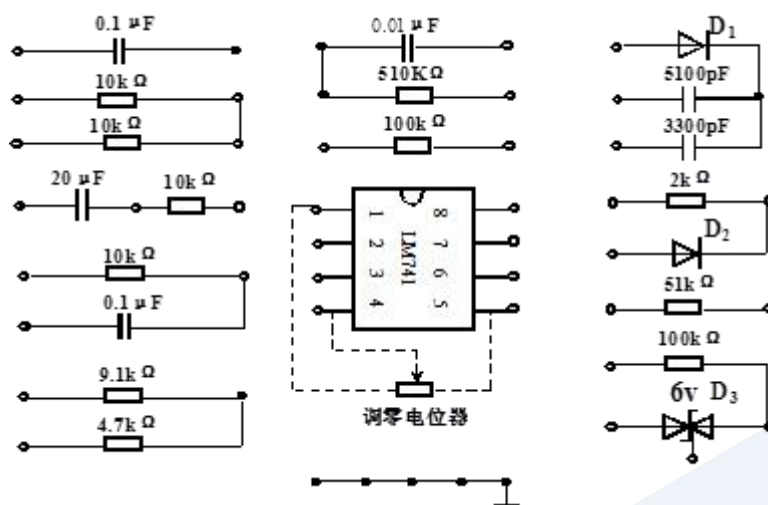 0.1 μF
10k Ω
10k Ω
20 μF
10k Ω
10k Ω
0.1 μF
9.1k Ω
4.7k Ω
0.01 μF
510K Ω
100k Ω
1 8
2 7
3 6
4 5
LM741
调零电位器
D1
5100pF
3300pF
2k Ω
D2
51k Ω
100k Ω
6v D3